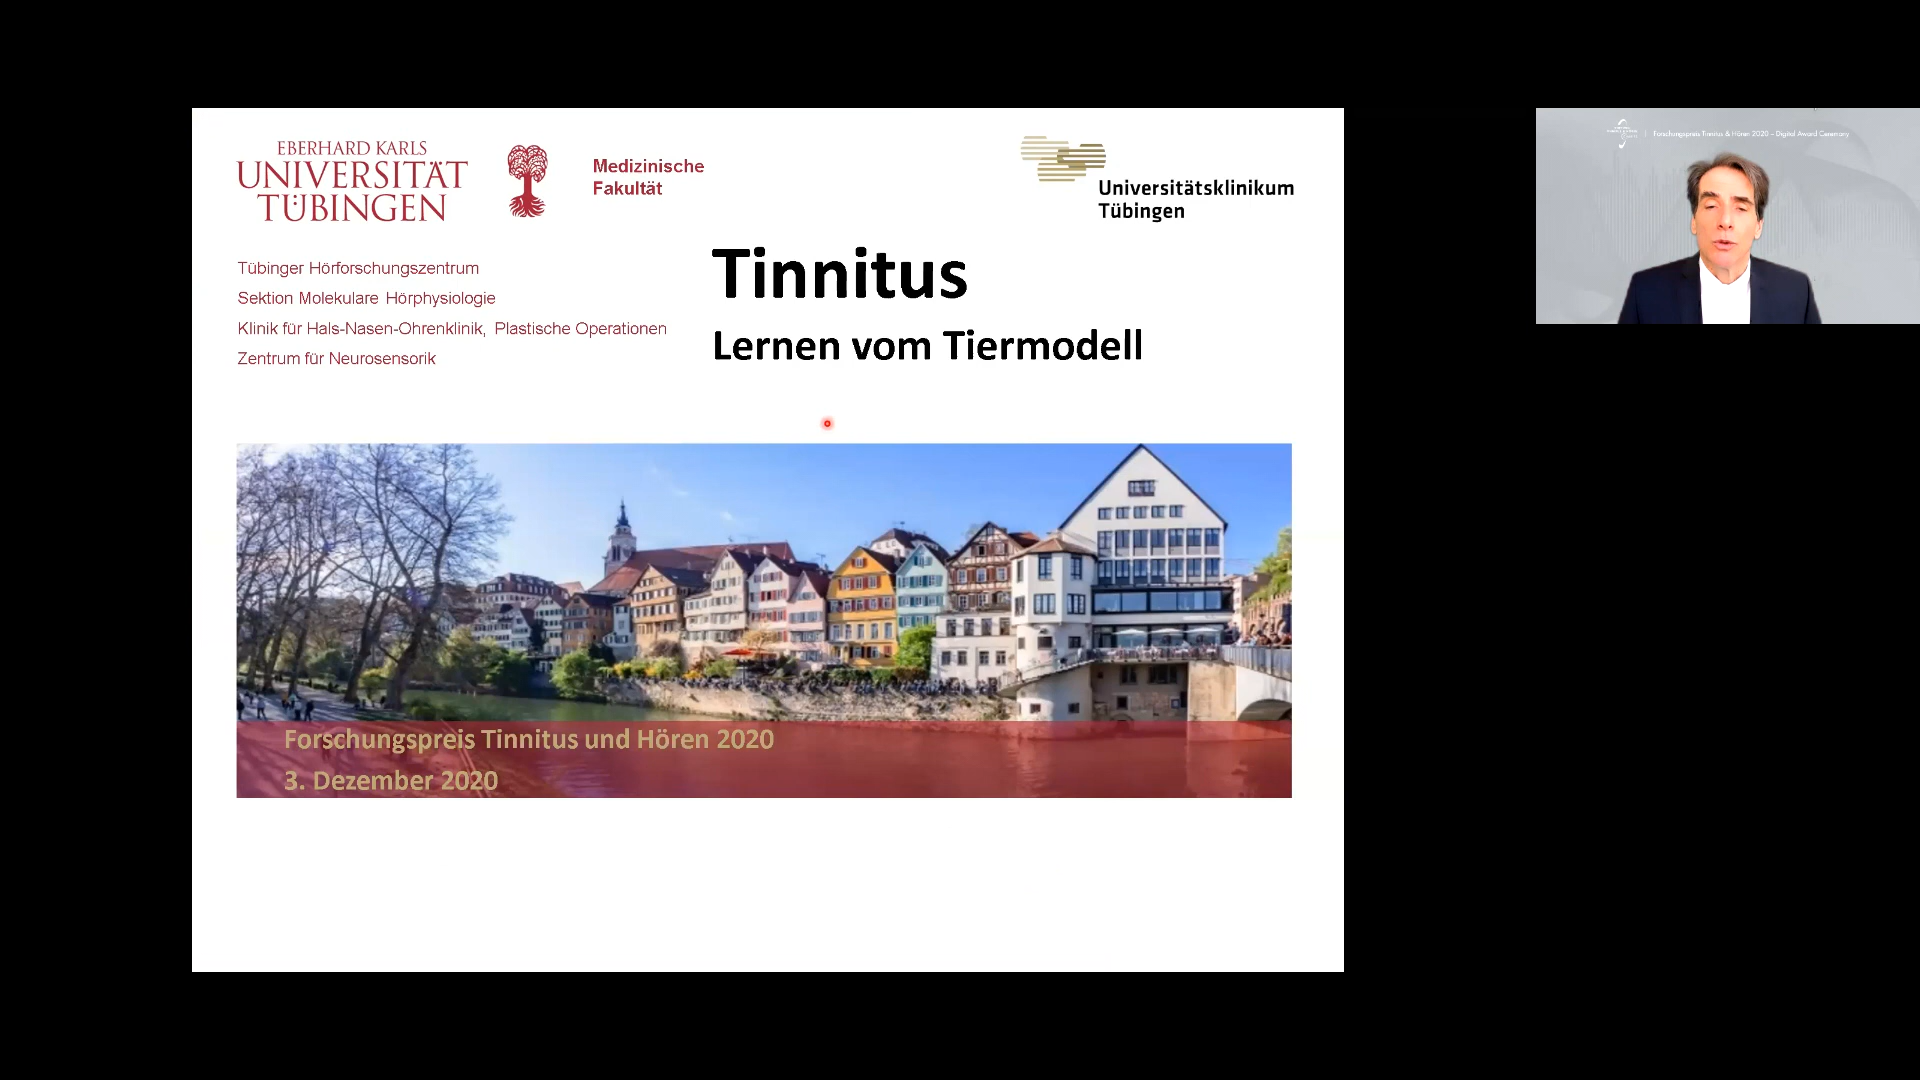 EBERHARD KARLS
UNIVERSITÄT
TÜBINGEN
Medizinische
Fakultät
Universitätsklinikum
Tübingen
Tübinger Hörforschungszentrum
Sektion Molekulare Hörphysiologie
Klinik für Hals-Nasen-Ohrenklinik, Plastische Operationen
Zentrum für Neurosensorik
Tinnitus
Lernen vom Tiermodell
Forschungspreis Tinnitus und Hören 2020
3. Dezember 2020
Forschungspreis Tinnitus & Hören 2020 – Digital Award Ceremony